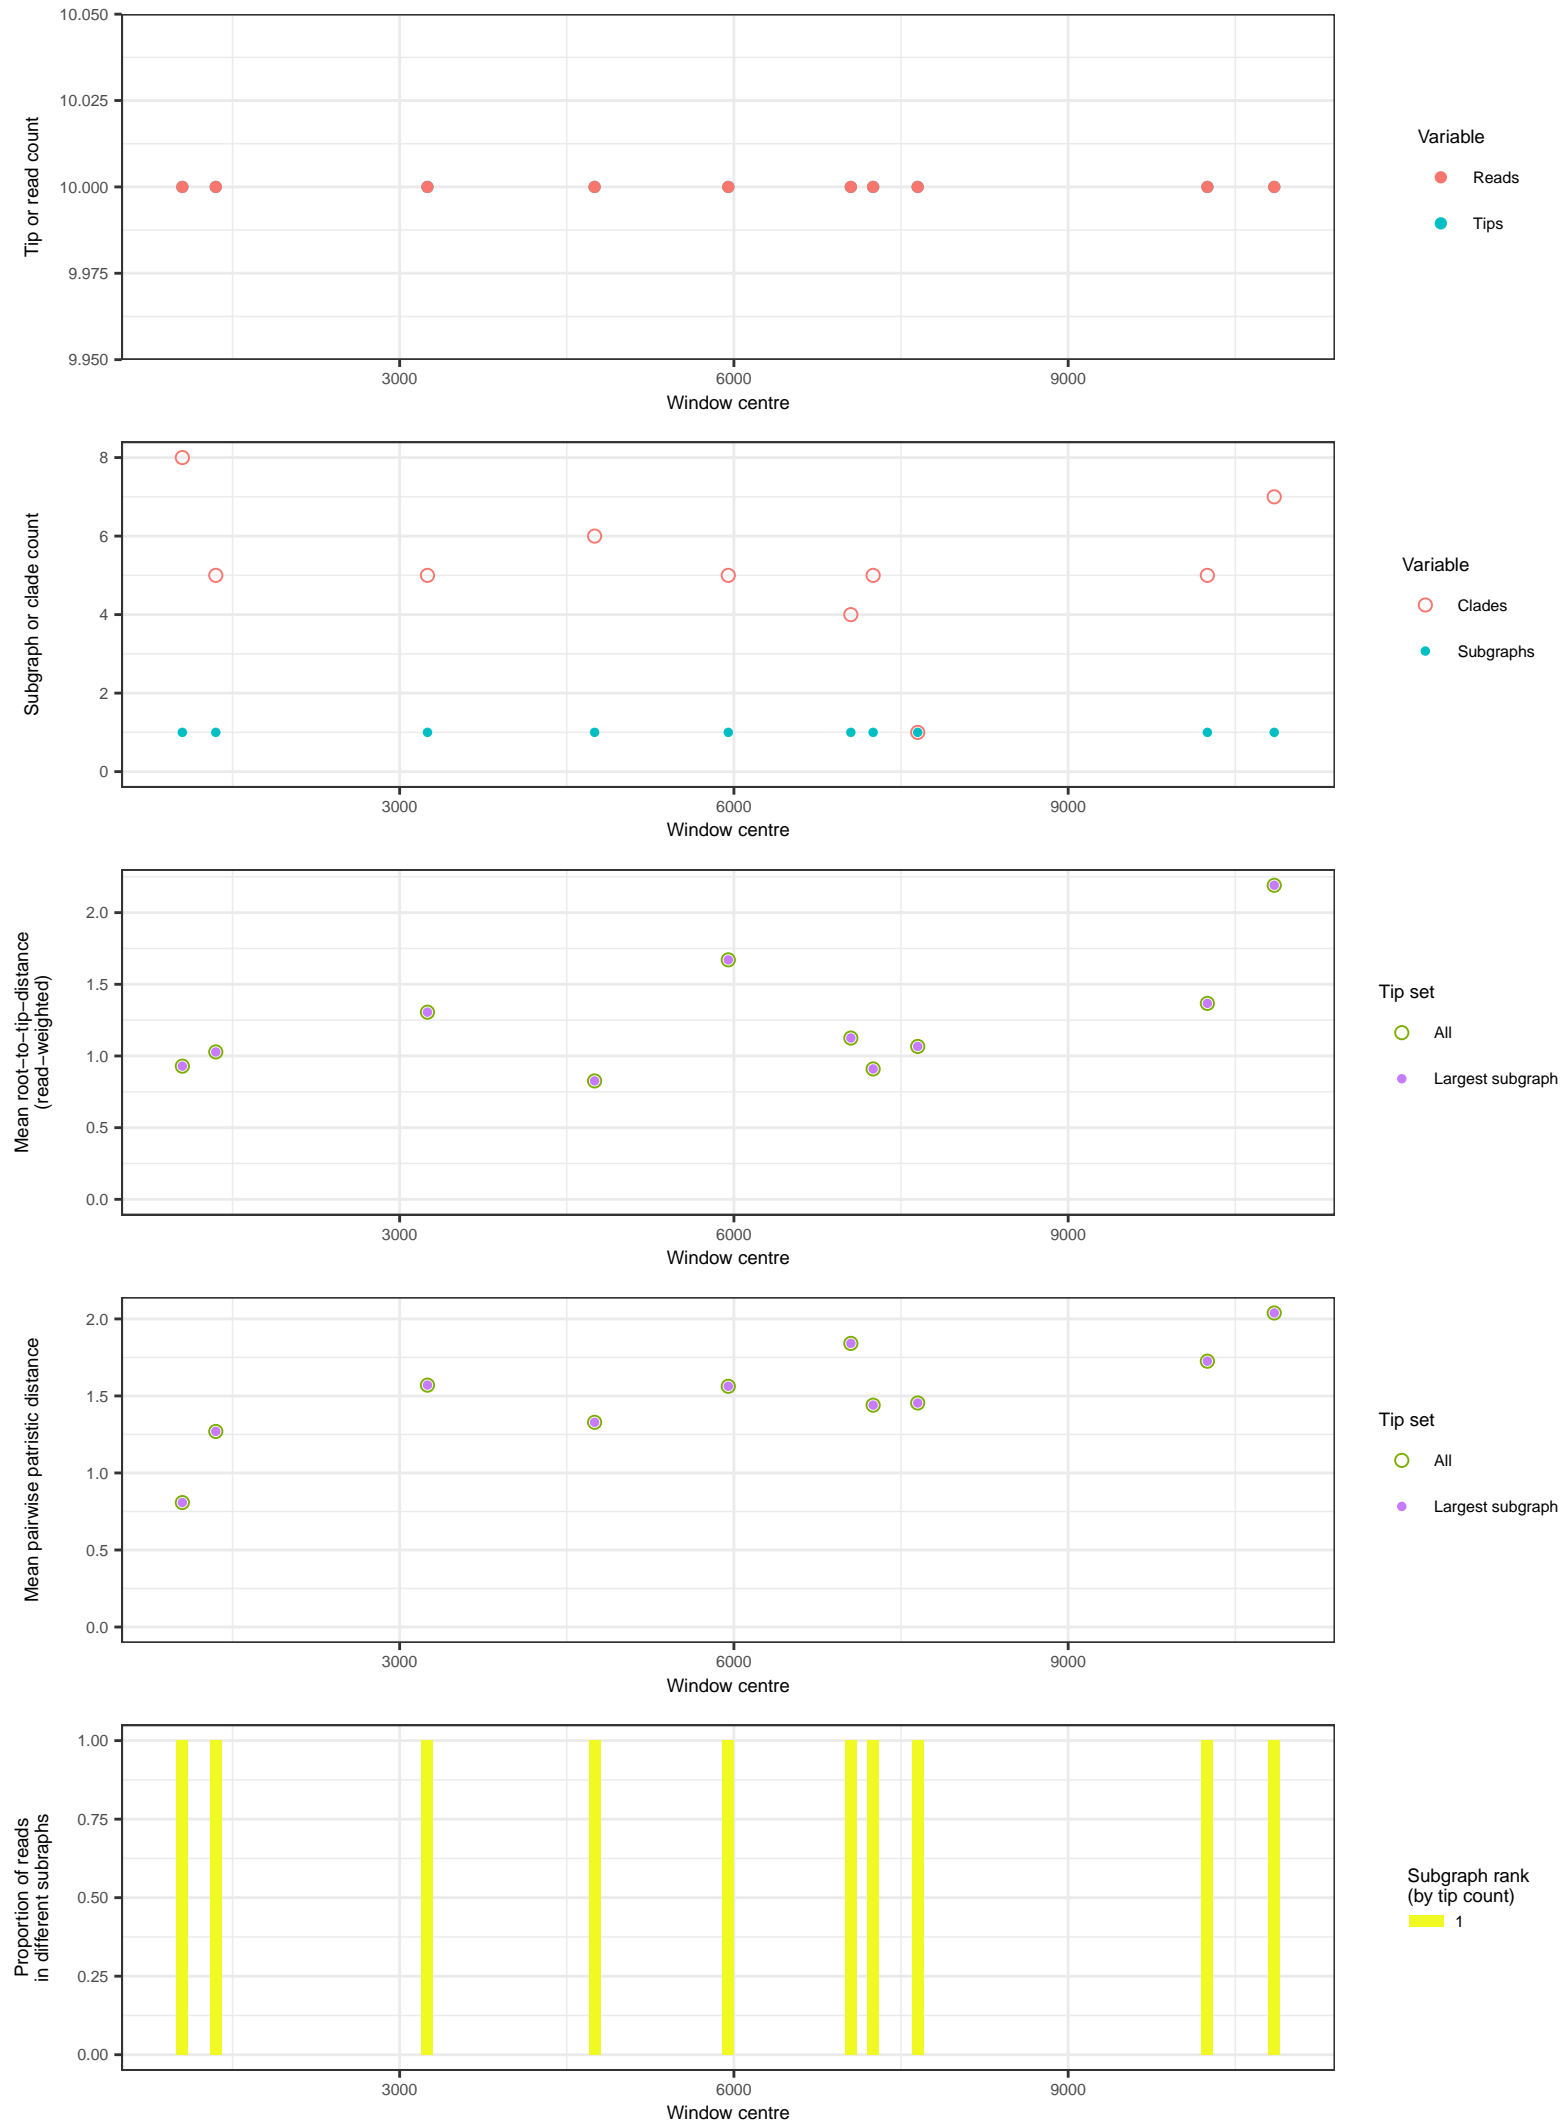 10.050
10.025
10.000
9.975
9.950
Tip or read count
3000
6000
9000
Window centre
Variable
Reads
Tips
8
6
4
2
0
Subgraph or clade count
3000
6000
9000
Window centre
Variable
Clades
Subgraphs
2.0
1.5
1.0
0.5
0.0
Mean root−to−tip−distance
(read−weighted)
3000
6000
9000
Window centre
Tip set
All
Largest subgraph
2.0
1.5
1.0
0.5
0.0
Mean pairwise patristic distance
3000
6000
9000
Window centre
Tip set
All
Largest subgraph
1.00
0.75
0.50
0.25
0.00
Proportion of reads
in different subraphs
3000
6000
9000
Window centre
Subgraph rank
(by tip count)
1